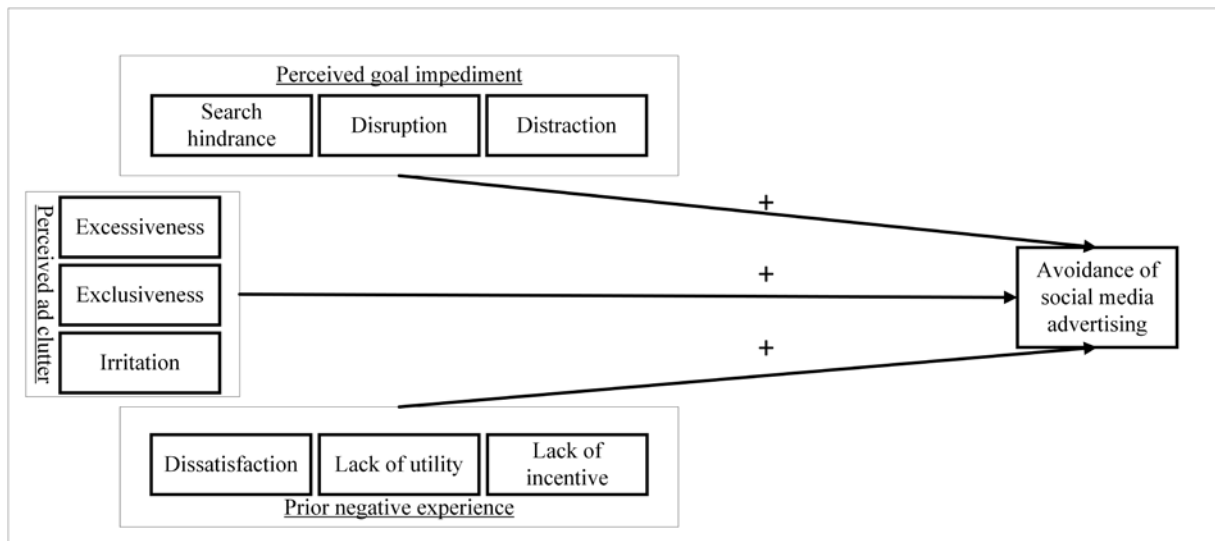 Perceived goal impediment
Search
hindrance
Disruption
Distraction
+
Perceived ad clutter
Excessiveness
Exclusiveness
Irritation
+
Avoidance of
social media
advertising
+
Dissatisfaction
Lack of utility
Lack of
incentive
Prior negative experience